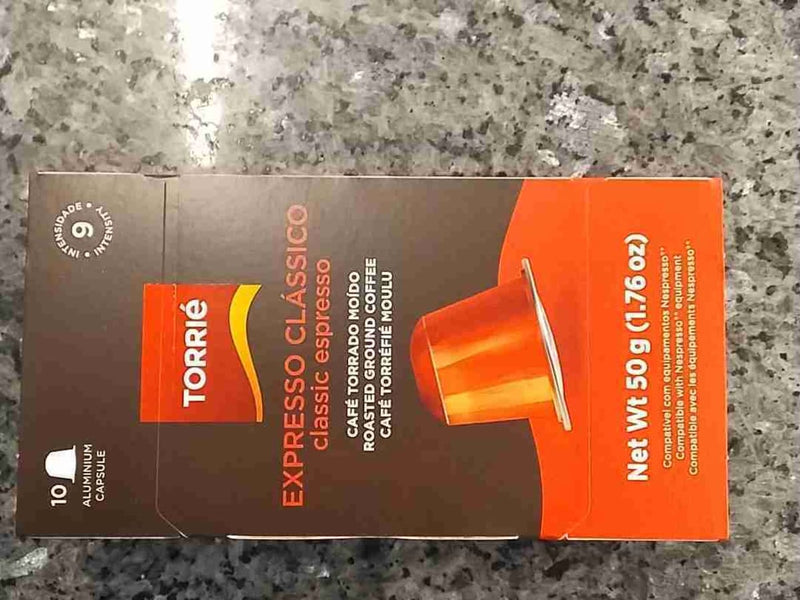 10
ALUMINIUM
CAPSULE
• INTENSIDADE • INTENSITY
9
TORRIÉ
EXPRESSO CLÁSSICO
classic espresso
CAFÉ TORRADO MOÍDO
ROASTED GROUND COFFEE
CAFÉ TORRÉFIÉ MOULU
Net Wt 50 g (1.76 oz)
Compatível com equipamentos Nespresso**
Compatible with Nespresso** equipment
Compatible avec les équipements Nespresso**